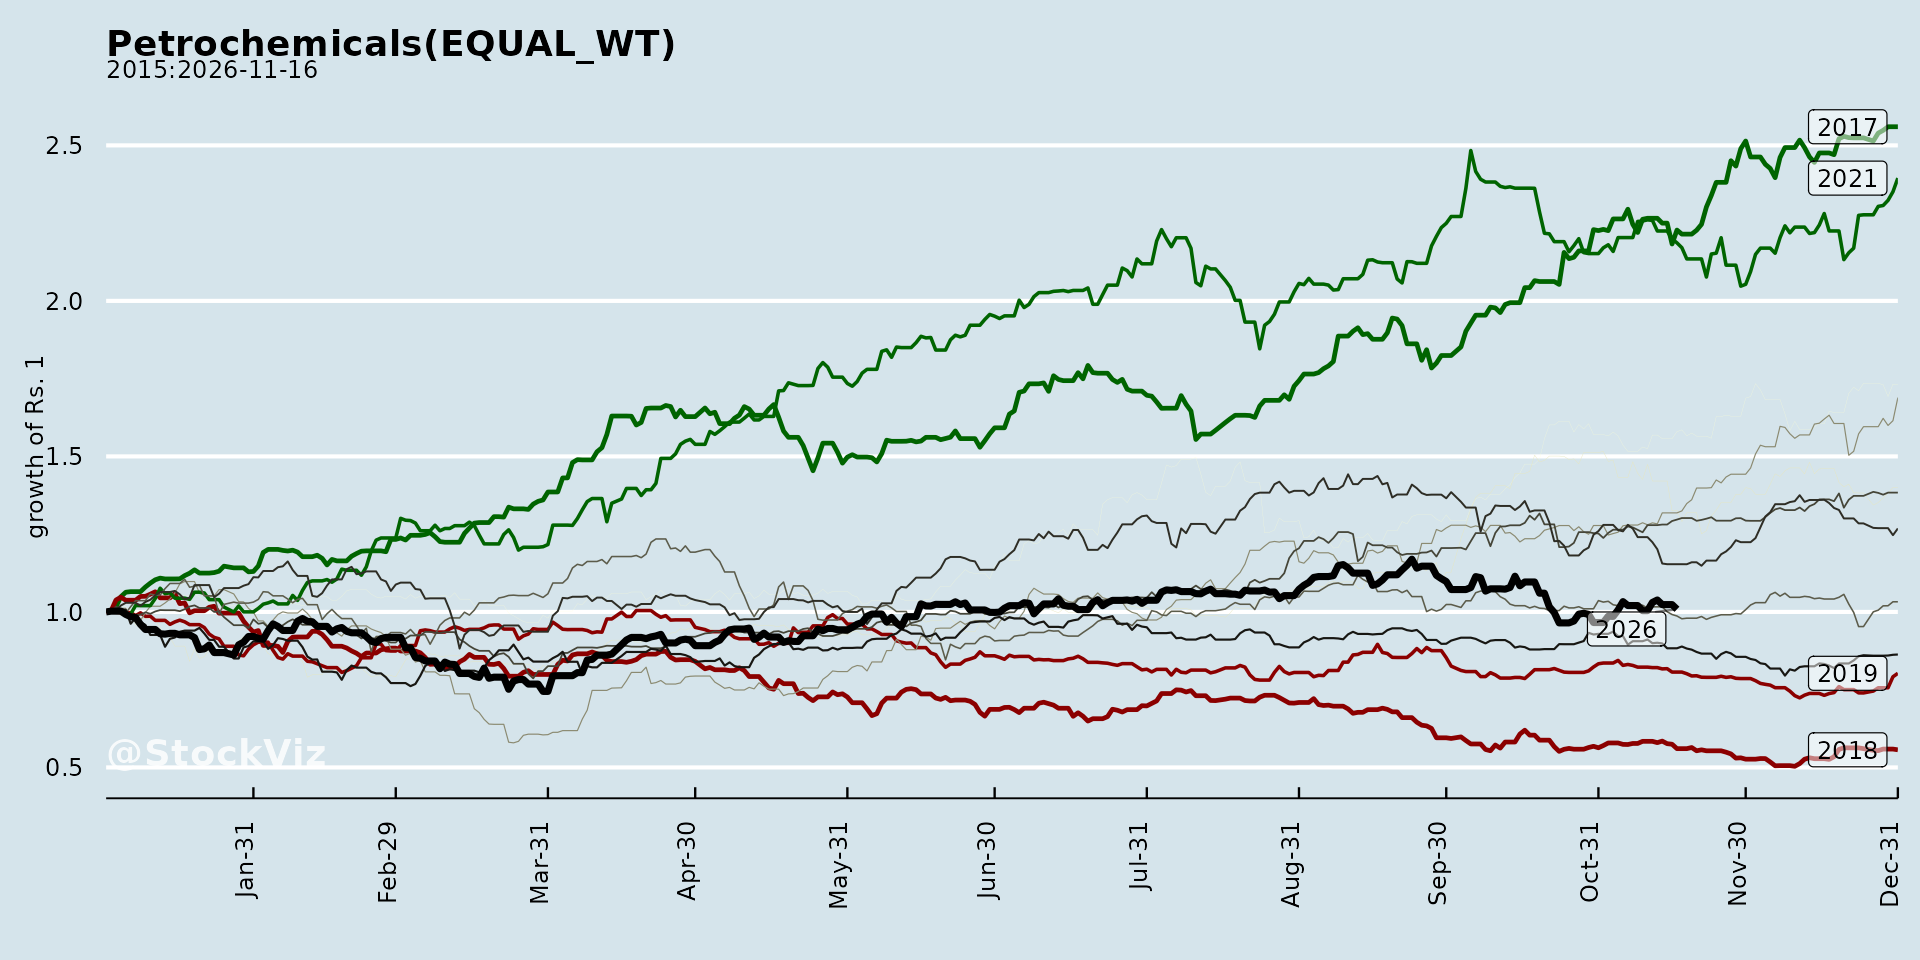 Petrochemicals(EQUAL_WT)
2015:2026-11-16
growth of Rs. 1
2.5
2.0
1.5
1.0
0.5
2017
2021
2026
2019
2018
@StockViz
Jan-31
Feb-29
Mar-31
Apr-30
May-31
Jun-30
Jul-31
Aug-31
Sep-30
Oct-31
Nov-30
Dec-31